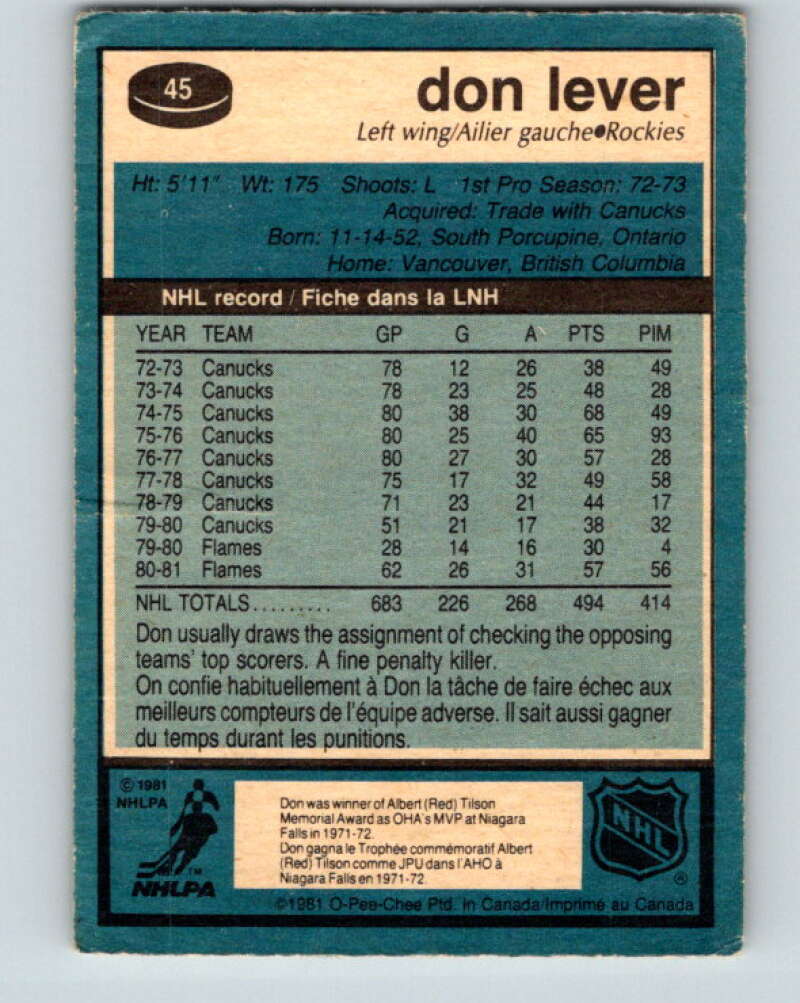 45
don lever
Left wing/Ailier gauche•Rockies
Ht: 5'11" Wt: 175 Shoots: L 1st Pro Season: 72-73
Acquired: Trade with Canucks
Born: 11-14-52, South Porcupine, Ontario
Home: Vancouver, British Columbia
NHL record / Fiche dans la LNH
YEAR TEAM GP G A PTS PIM
72-73 Canucks 78 12 26 38 49
73-74 Canucks 78 23 25 48 28
74-75 Canucks 80 38 30 68 49
75-76 Canucks 80 25 40 65 93
76-77 Canucks 80 27 30 57 28
77-78 Canucks 75 17 32 49 58
78-79 Canucks 71 23 21 44 17
79-80 Canucks 51 21 17 38 32
79-80 Flames 28 14 16 30 4
80-81 Flames 62 26 31 57 56
NHL TOTALS......... 683 226 268 494 414
Don usually draws the assignment of checking the opposing
teams' top scorers. A fine penalty killer.
On confie habituellement à Don la tâche de faire échec aux
meilleurs compteurs de l'équipe adverse. Il sait aussi gagner
du temps durant les punitions.
© 1981
NHLPA
TM
NHLPA
Don was winner of Albert (Red) Tilson
Memorial Award as OHA's MVP at Niagara
Falls in 1971-72.
Don gagna le Trophée commémoratif Albert
(Red) Tilson comme JPU dans l'AHO à
Niagara Falls en 1971-72.
NHL
®
©1981 O-Pee-Chee Ptd. in Canada/Imprimé au Canada